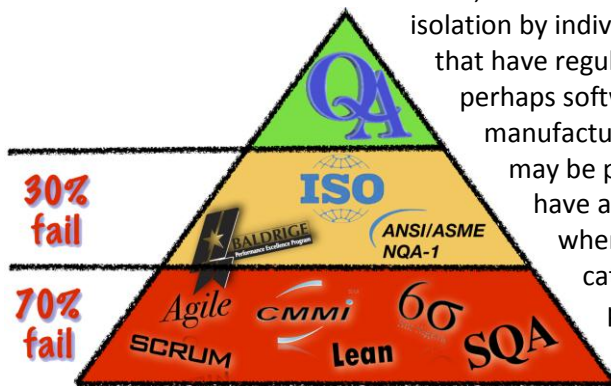 isolation by indiv
that have regul
perhaps softw
manufactu
may be p
have a
when
cat
QA
30%
fail
ISO
BALDRIGE
Performance Excellence Program
ANSI/ASME
NQA-1
70%
fail
Agile
CMMi
6σ
SQA
SCRUM
Lean